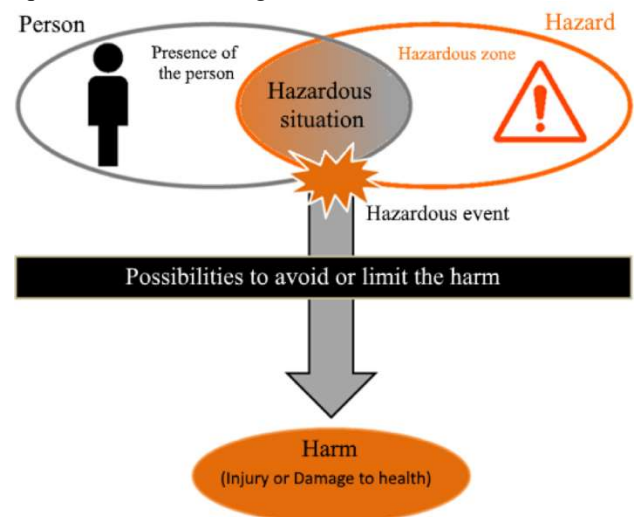 Person
Hazard
Presence of
the person
Hazardous zone
Hazardous
situation
Hazardous event
Possibilities to avoid or limit the harm
Harm
(Injury or Damage to health)